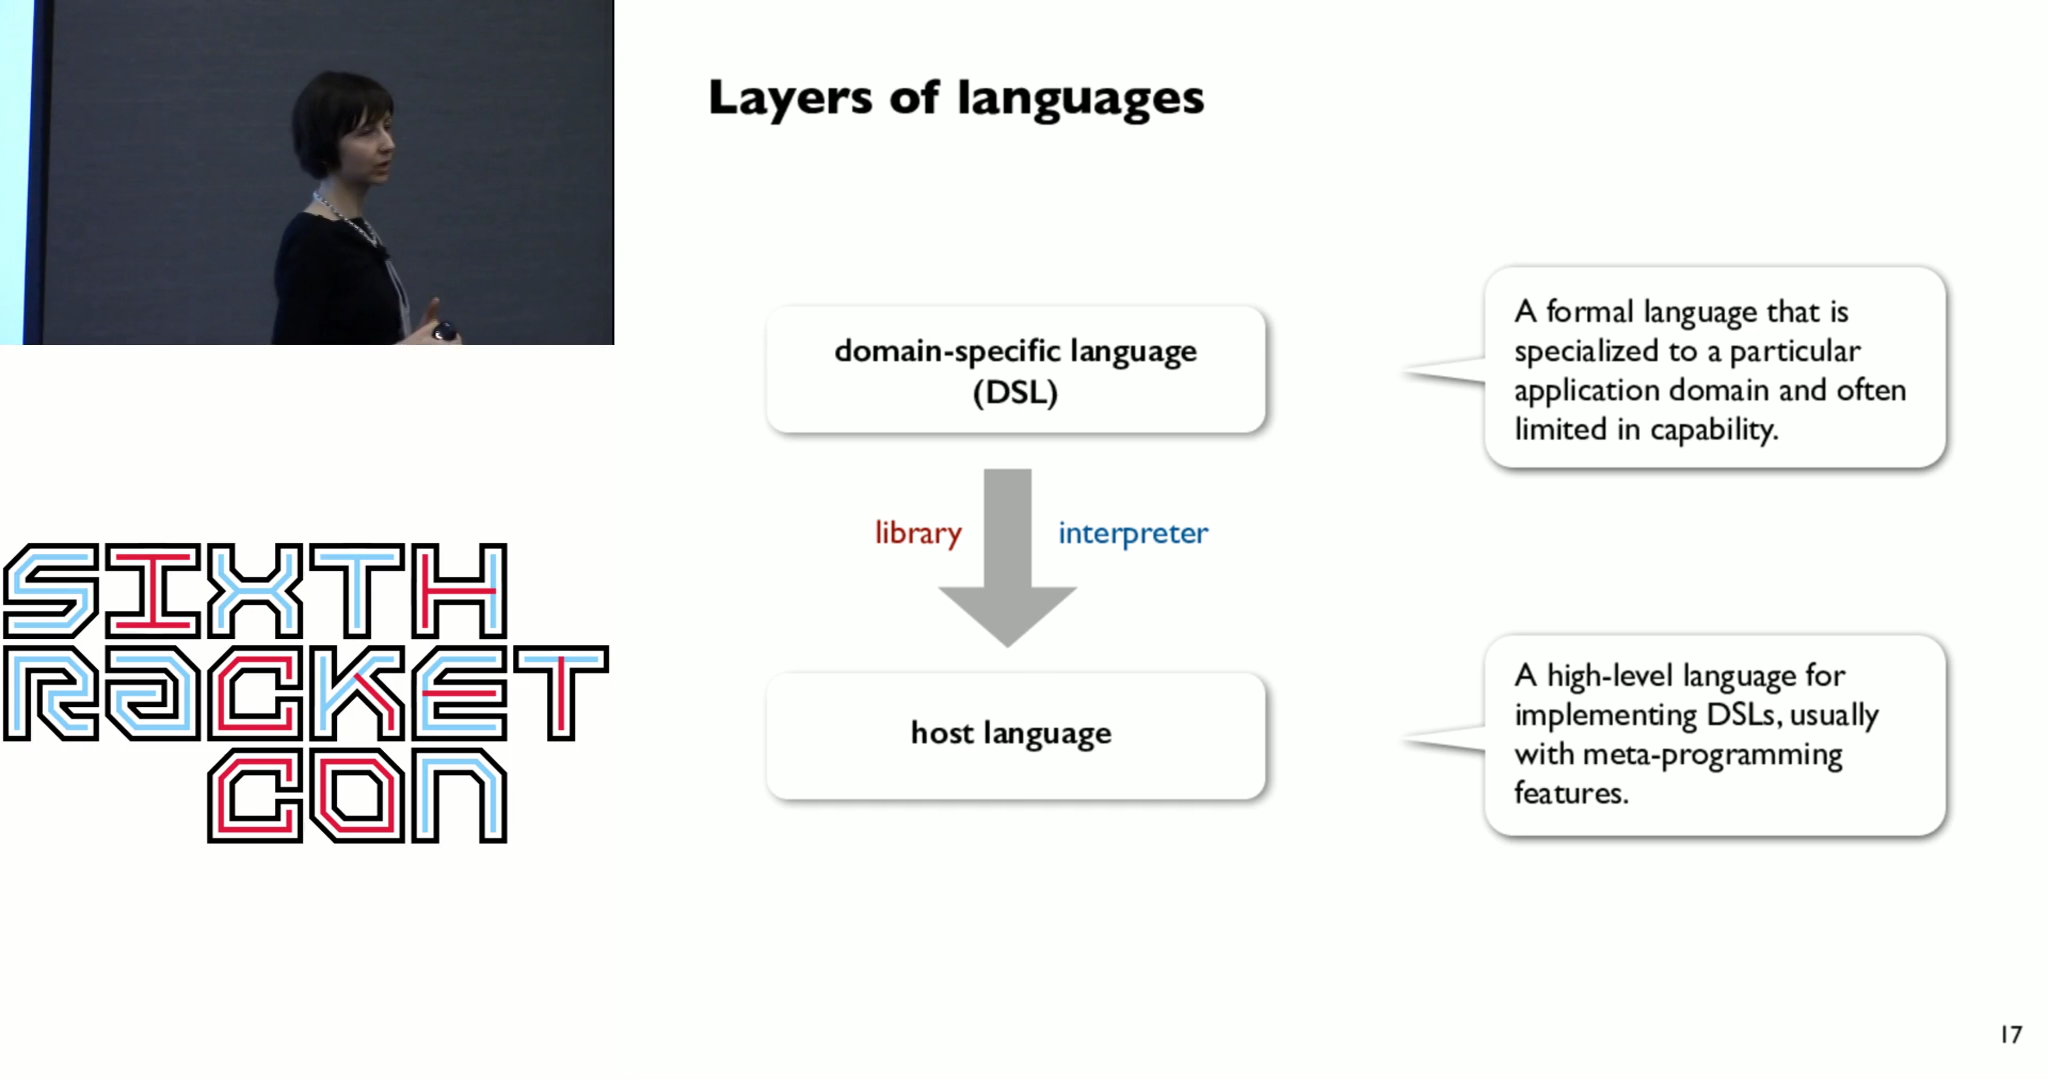 Layers of languages
domain-specific language
(DSL)
A formal language that is
specialized to a particular
application domain and often
limited in capability.
library
interpreter
host language
A high-level language for
implementing DSLs, usually
with meta-programming
features.
SIXTH
RACKET
CON
17